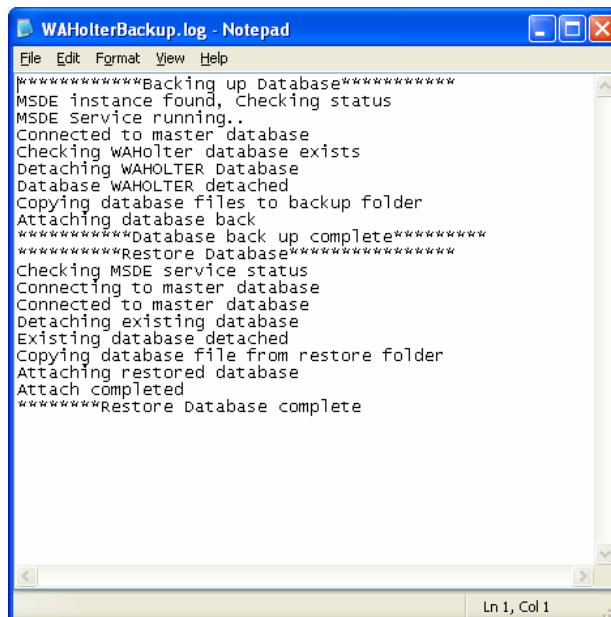 WAHolterBackup.log - Notepad
File Edit Format View Help
************Backing up Database***********
MSDE instance found, Checking status
MSDE Service running..
Connected to master database
Checking WAHolter database exists
Detaching WAHOLTER Database
Database WAHOLTER detached
Copying database files to backup folder
Attaching database back
***********Database back up complete*********
**********Restore Database****************
Checking MSDE service status
Connecting to master database
Connected to master database
Detaching existing database
Existing database detached
Copying database file from restore folder
Attaching restored database
Attach completed
********Restore Database complete
Ln 1, Col 1